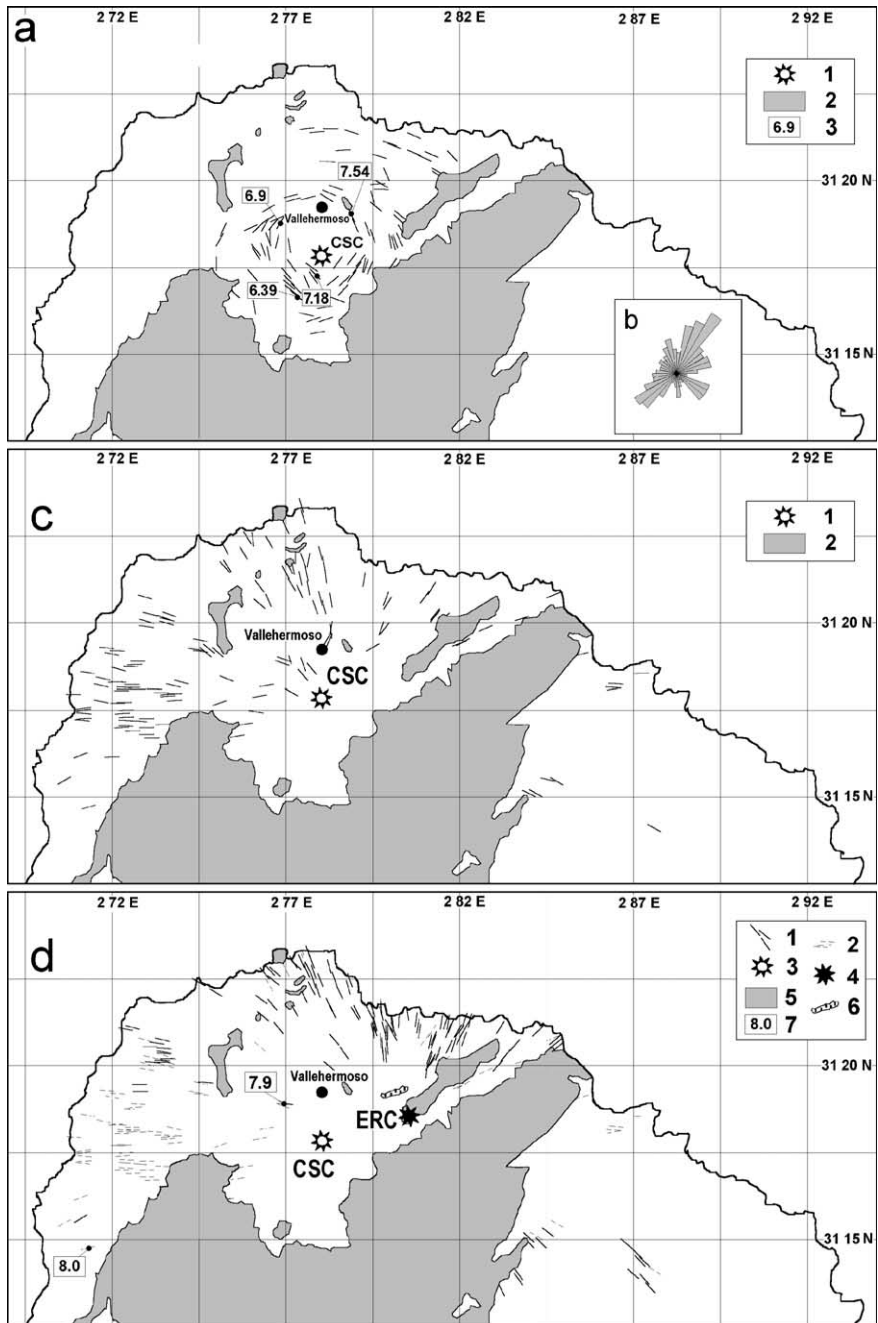 a
2 72 E 2 77 E 2 82 E 2 87 E 2 92 E
1
2
6.9 3
31 20
7.54
6.9
Vallehermoso
CSC
6.39
7.18
b
31 15 N
c
2 72 E 2 77 E 2 82 E 2 87 E 2 92 E
1
2
31 20
Vallehermoso
CSC
31 15 N
d
2 72 E 2 77 E 2 82 E 2 87 E 2 92 E
1 2
3 4
5 6
8.0 7
31 20
7.9
Vallehermoso
ERC
CSC
31 15 N
8.0